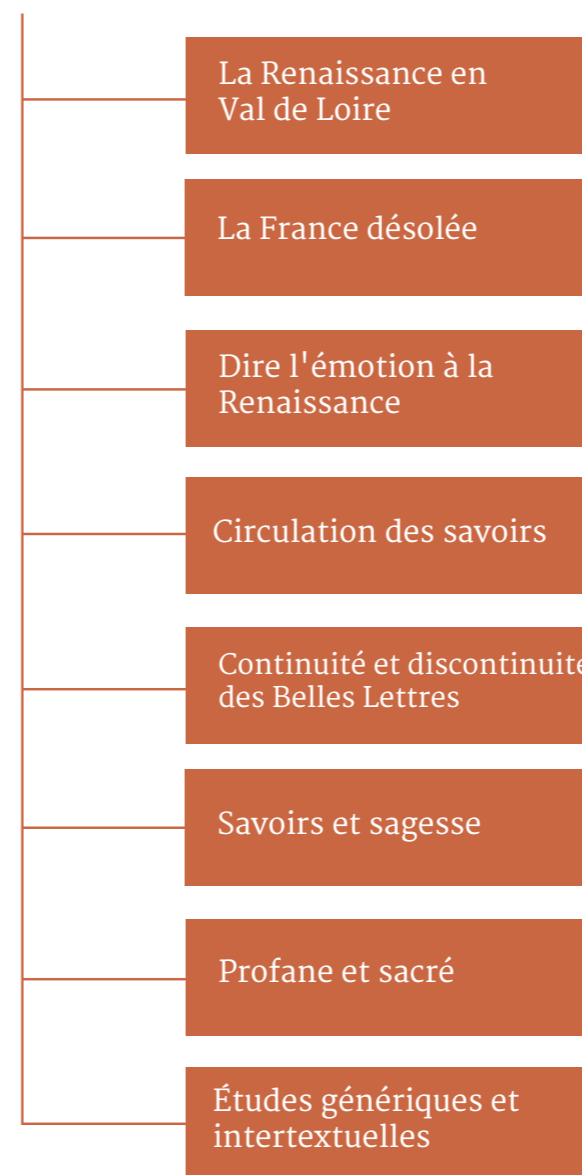 La Renaissance en
Val de Loire
La France désolée
Dire l'émotion à la
Renaissance
Circulation des savoirs
Continuité et discontinuité
des Belles Lettres
Savoirs et sagesse
Profane et sacré
Études génériques et
intertextuelles